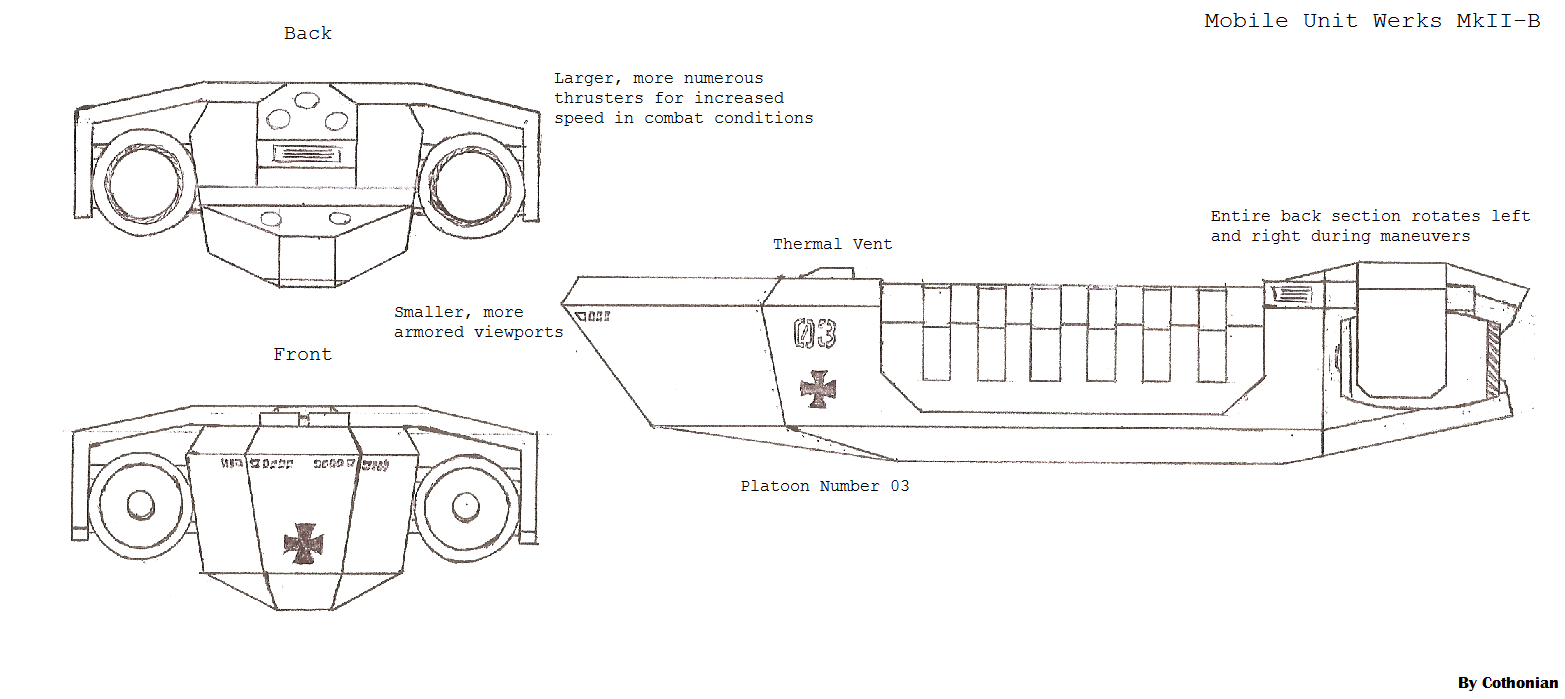 Mobile Unit Werks MkII-B
Back
Larger, more numerous
thrusters for increased
speed in combat conditions
Entire back section rotates left
and right during maneuvers
Thermal Vent
Smaller, more
armored viewports
03
Front
Platoon Number 03
By Cothonian